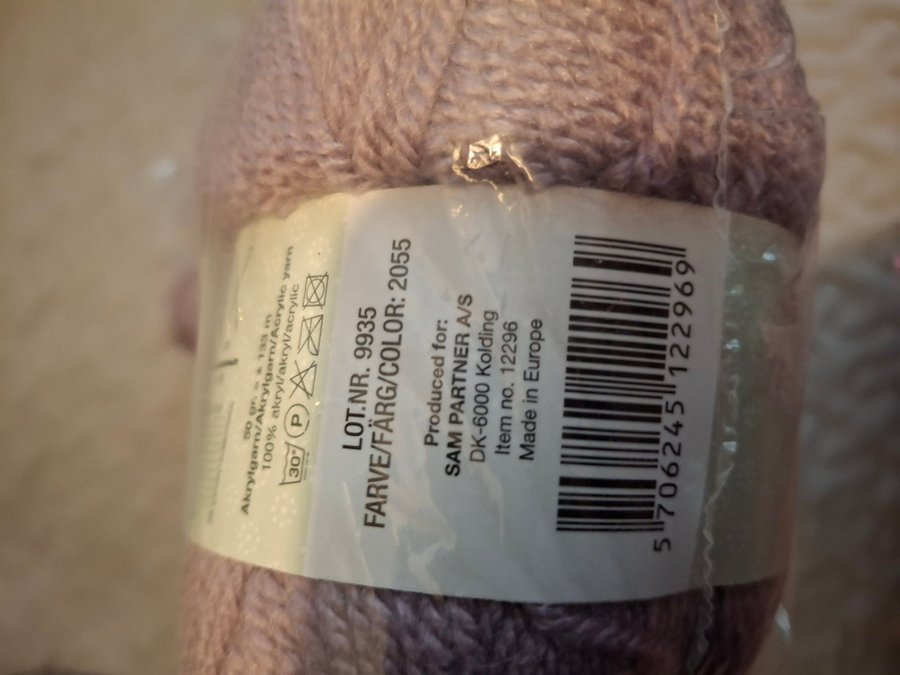 50 gr. = ± 133 m
Akrylgarn/Akrylgarn/Acrylic yarn
100% akryl/akryl/acrylic
30° P
LOT.NR. 9935
FARVE/FÄRG/COLOR: 2055
Produced for:
SAM PARTNER A/S
DK-6000 Kolding
Item no. 12296
Made in Europe
5 706245 122969